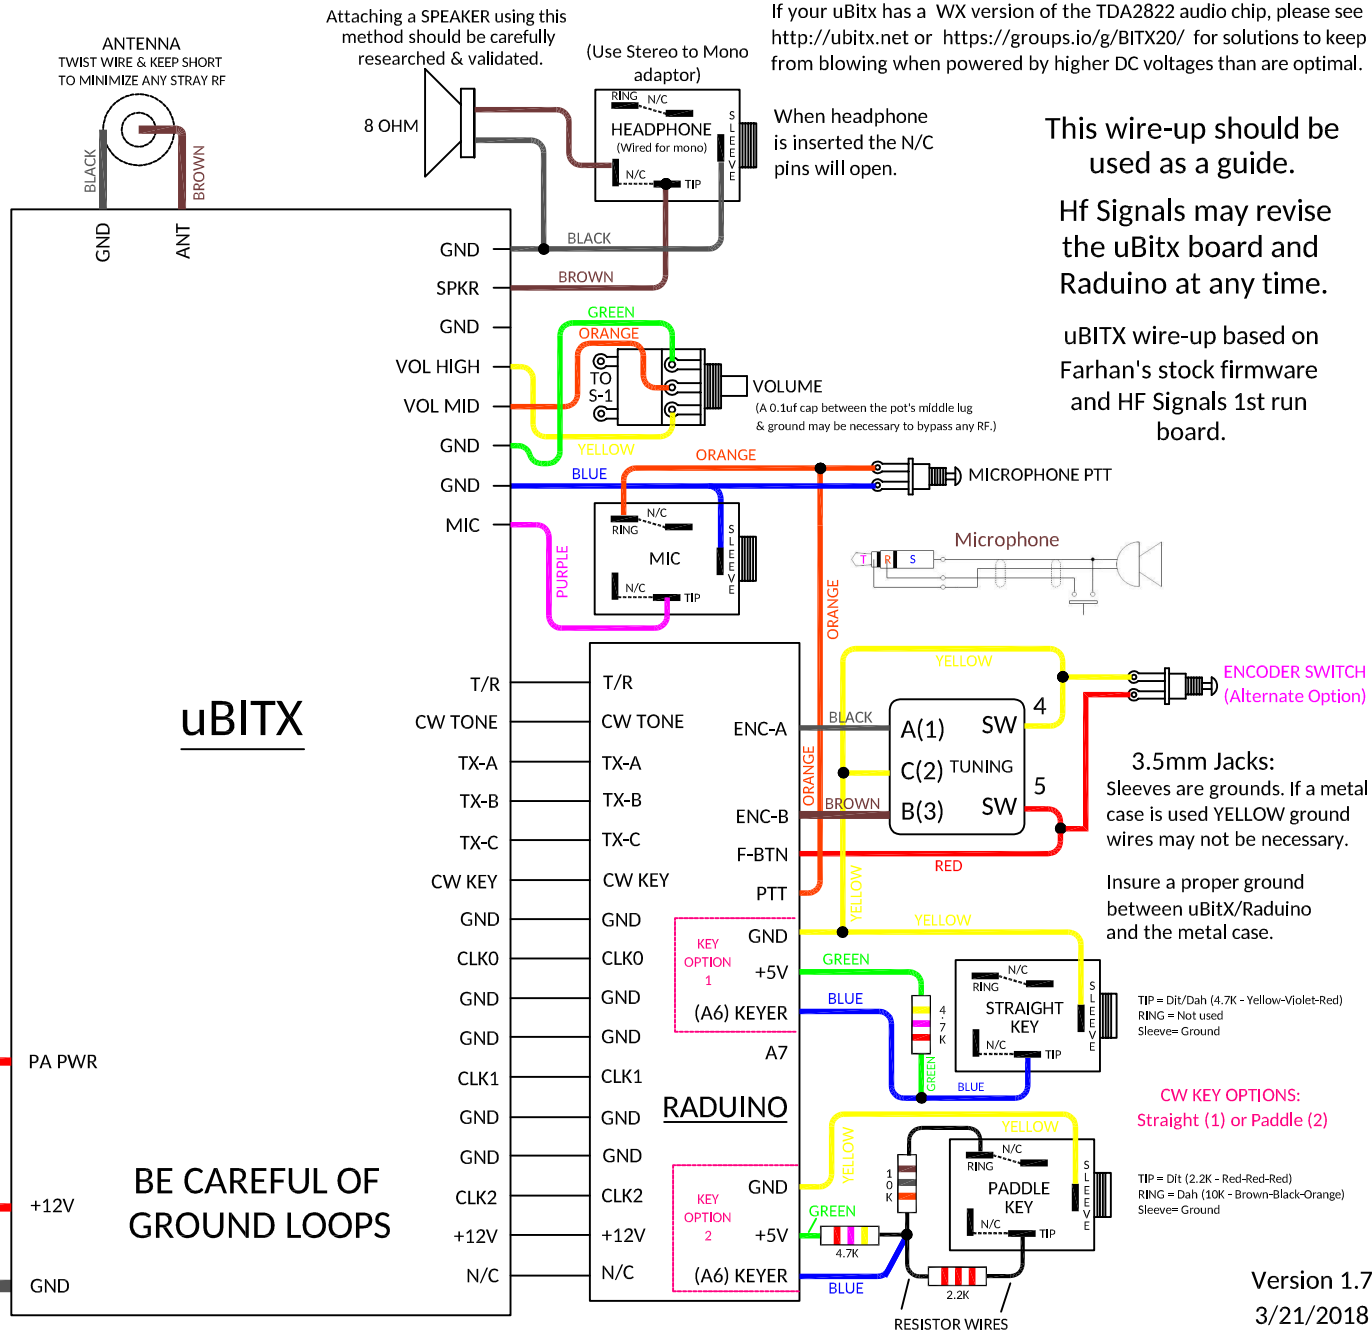 Attaching a SPEAKER using this
method should be carefully
researched & validated.
If your uBitx has a WX version of the TDA2822 audio chip, please see
http://ubitx.net or https://groups.io/g/BITX20/ for solutions to keep
from blowing when powered by higher DC voltages than are optimal.
ANTENNA
TWIST WIRE & KEEP SHORT
TO MINIMIZE ANY STRAY RF
BLACK
BROWN
GND
ANT
8 OHM
(Use Stereo to Mono
adaptor)
RING
N/C
HEADPHONE
(Wired for mono)
N/C
TIP
SLEEVE
When headphone
is inserted the N/C
pins will open.
This wire-up should be
used as a guide.
Hf Signals may revise
the uBitx board and
Raduino at any time.
uBITX wire-up based on
Farhan's stock firmware
and HF Signals 1st run
board.
GND
BLACK
SPKR
BROWN
GND
GREEN
ORANGE
VOL HIGH
VOL MID
GND
YELLOW
TO
S-1
VOLUME
(A 0.1uf cap between the pot's middle lug
& ground may be necessary to bypass any RF.)
ORANGE
GND
BLUE
MICROPHONE PTT
MIC
PURPLE
N/C
RING
MIC
N/C
TIP
SLEEVE
ORANGE
Microphone
T
R
S
uBITX
T/R
CW TONE
TX-A
TX-B
TX-C
CW KEY
GND
CLK0
GND
GND
CLK1
GND
GND
CLK2
+12V
N/C
T/R
CW TONE
TX-A
TX-B
TX-C
CW KEY
GND
CLK0
GND
GND
CLK1
GND
GND
CLK2
+12V
N/C
ENC-A
ENC-B
F-BTN
PTT
KEY
OPTION
1
GND
+5V
(A6) KEYER
A7
RADUINO
KEY
OPTION
2
GND
+5V
(A6) KEYER
YELLOW
BLACK
ORANGE
BROWN
RED
YELLOW
A(1)
SW
4
C(2)
TUNING
B(3)
SW
5
ENCODER SWITCH
(Alternate Option)
3.5mm Jacks:
Sleeves are grounds. If a metal
case is used YELLOW ground
wires may not be necessary.
Insure a proper ground
between uBitX/Raduino
and the metal case.
YELLOW
GREEN
BLUE
4.7K
GREEN
BLUE
N/C
RING
STRAIGHT
KEY
N/C
TIP
SLEEVE
TIP = Dit/Dah (4.7K - Yellow-Violet-Red)
RING = Not used
Sleeve= Ground
CW KEY OPTIONS:
Straight (1) or Paddle (2)
YELLOW
YELLOW
10K
GREEN
4.7K
BLUE
2.2K
RESISTOR WIRES
N/C
RING
PADDLE
KEY
N/C
TIP
SLEEVE
TIP = Dit (2.2K - Red-Red-Red)
RING = Dah (10K - Brown-Black-Orange)
Sleeve= Ground
PA PWR
+12V
GND
BE CAREFUL OF
GROUND LOOPS
Version 1.7
3/21/2018